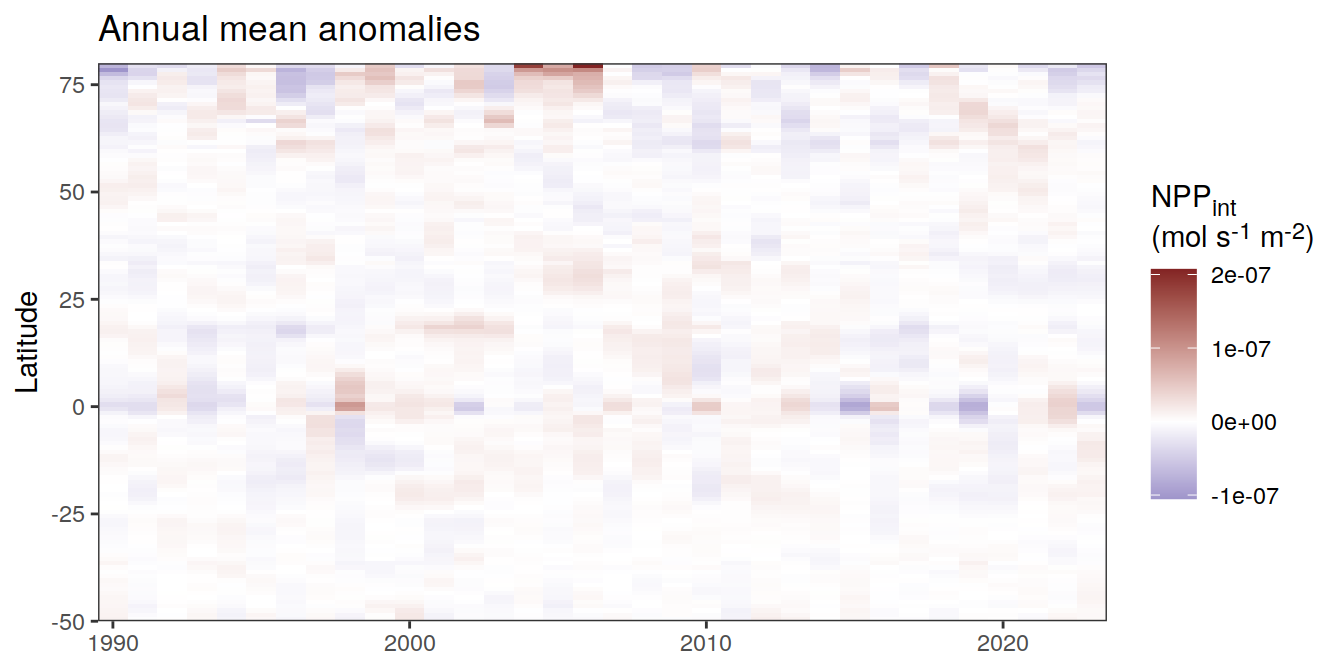 Annual mean anomalies
75
50
25
0
-25
-50
Latitude
1990
2000
2010
2020
NPPint
(mol s-1 m-2)
2e-07
1e-07
0e+00
-1e-07